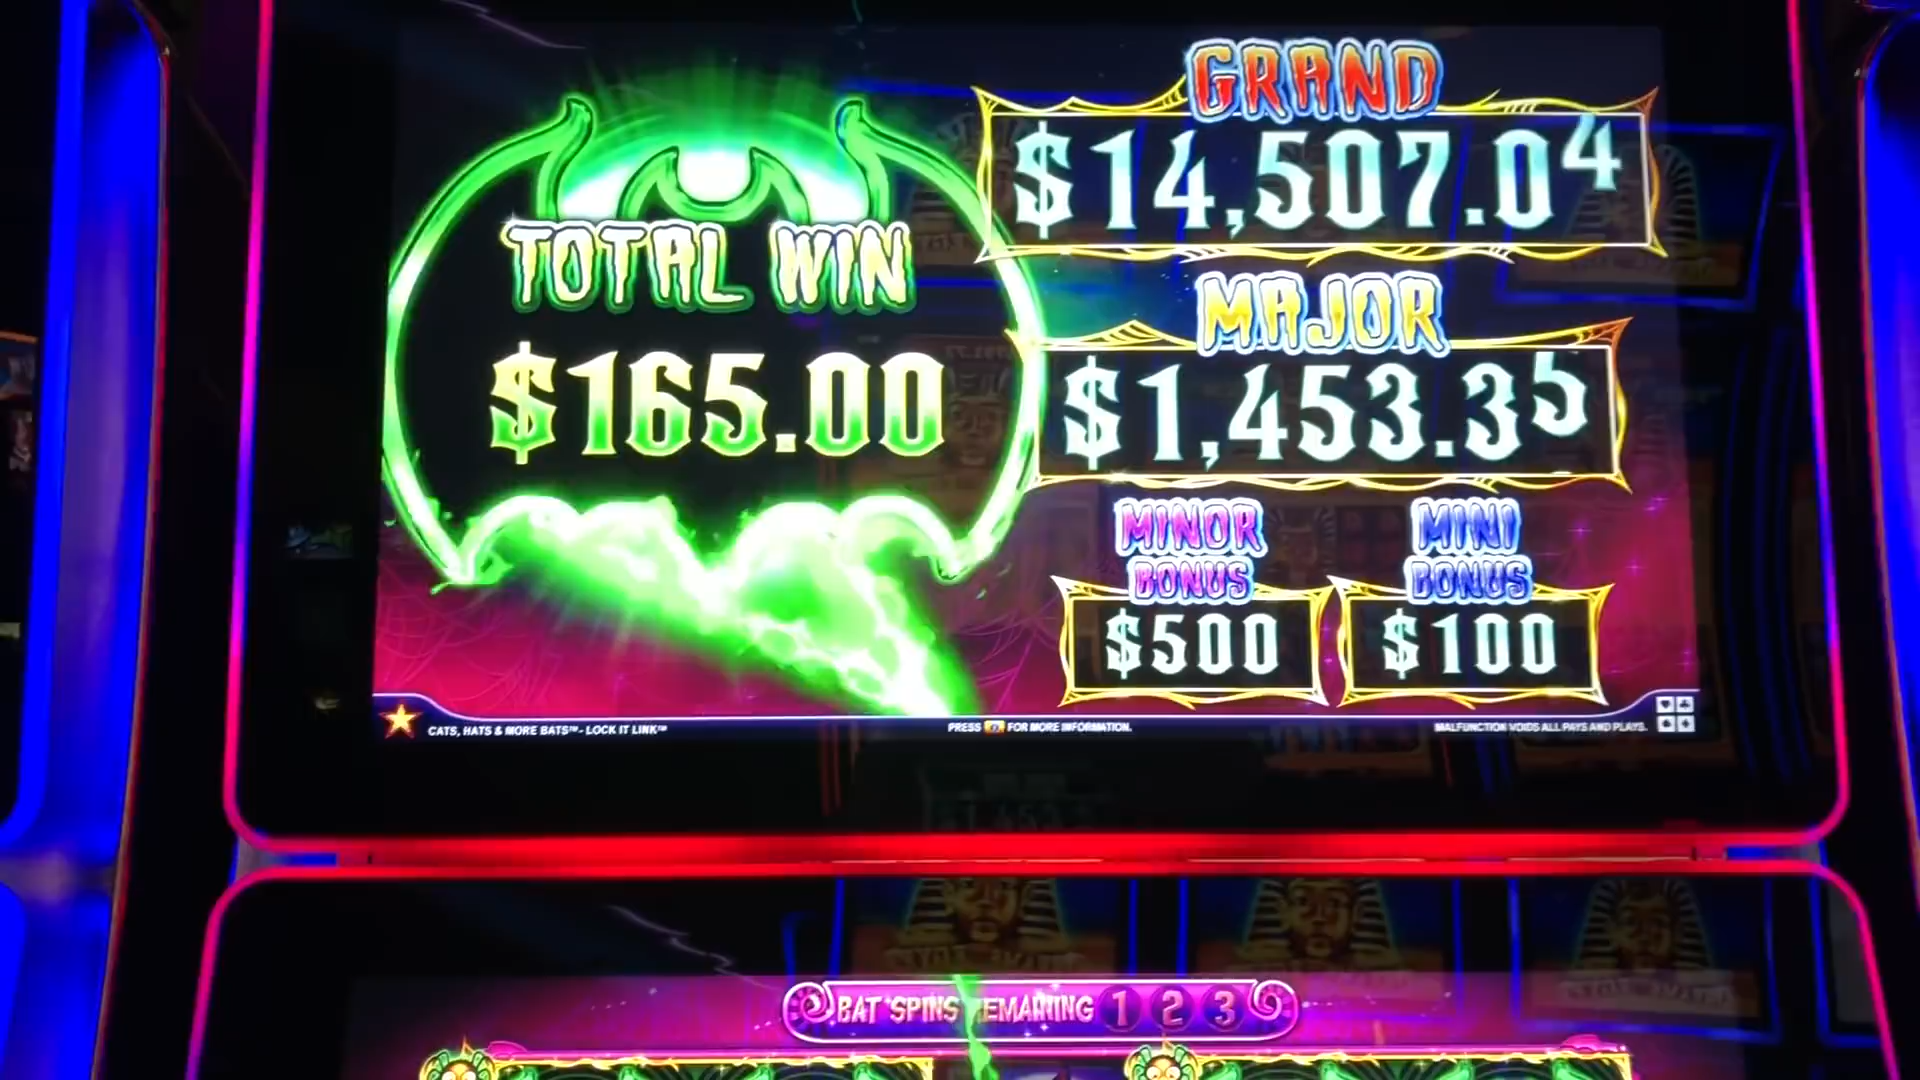 GRAND
$14,507.04
TOTAL WIN
$165.00
MAJOR
$1,453.35
MINOR
BONUS
$500
MINI
BONUS
$100
CATS, HATS & MORE BATS™ - LOCK IT LINK™
PRESS FOR MORE INFORMATION.
MALFUNCTION VOIDS ALL PAYS AND PLAYS.
BAT SPINS REMAINING 1 2 3